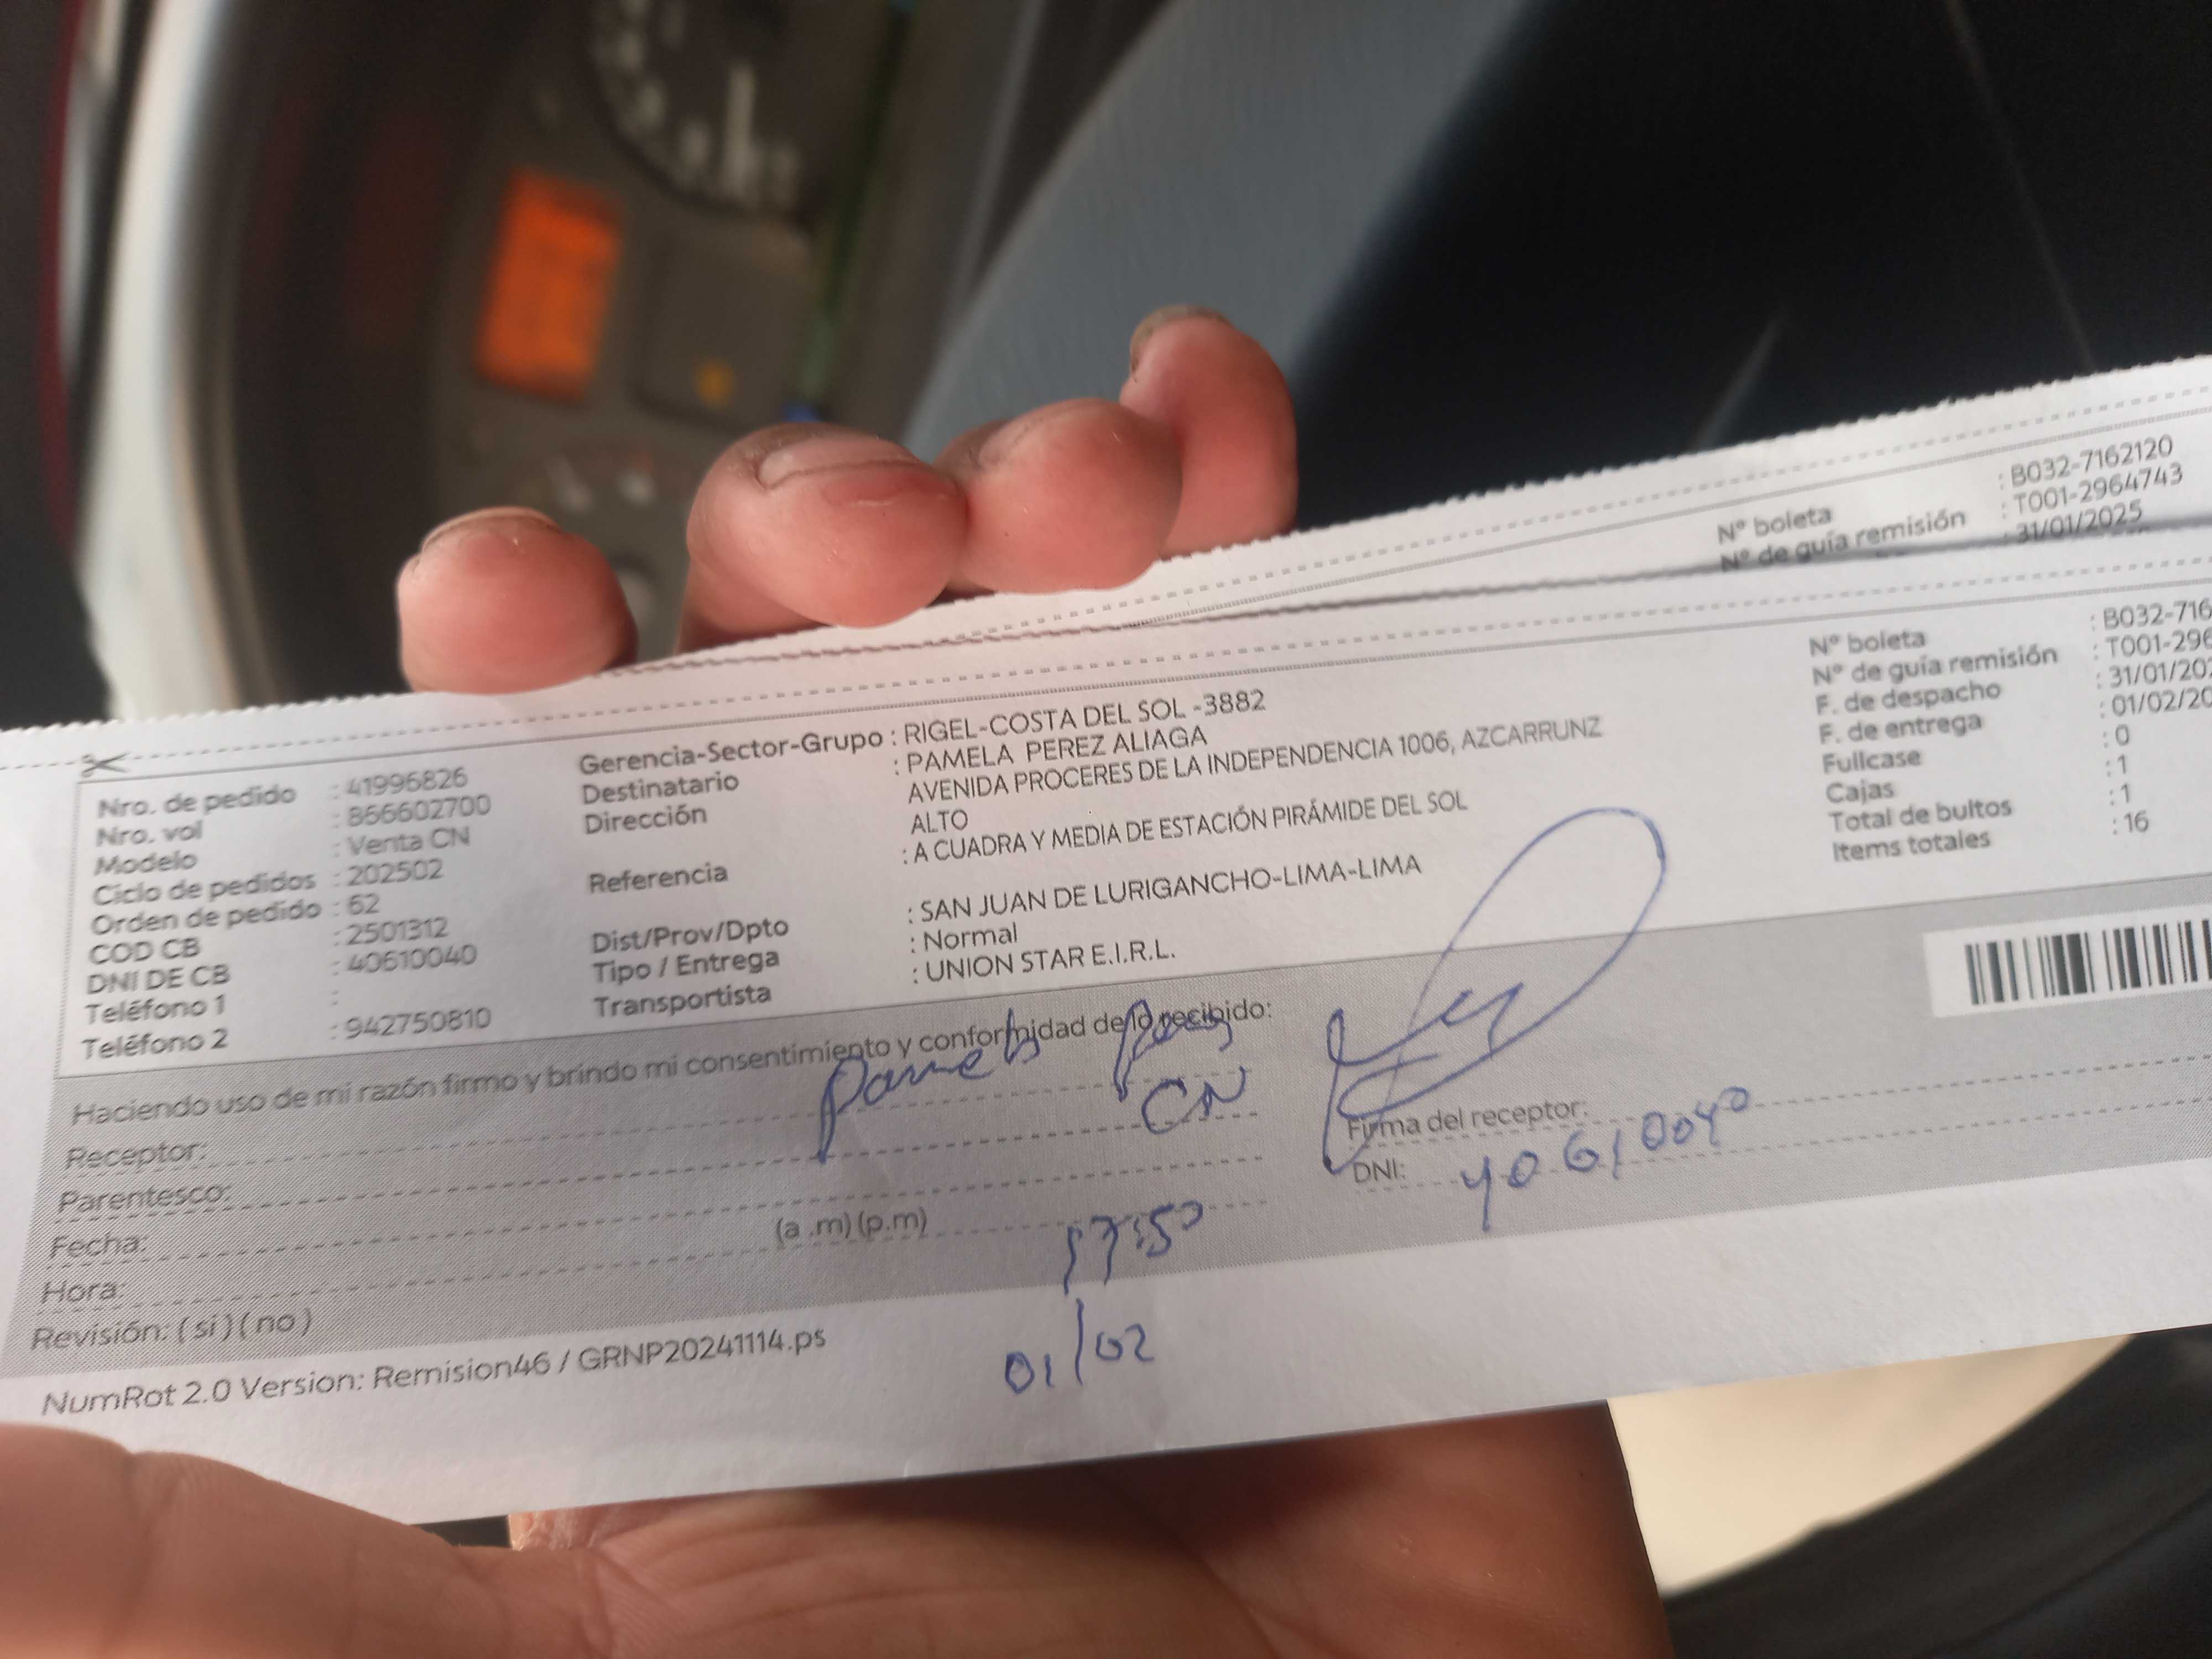 Nº boleta : B032-7162120
Nº de guía remisión : T001-2964743
: 31/01/2025
Nro. de pedido : 41996826
Nro. vol : 866602700
Modelo : Venta CN
Ciclo de pedidos : 202502
Orden de pedido : 62
COD CB : 2501312
DNI DE CB : 40610040
Teléfono 1 :
Teléfono 2 : 942750810
Gerencia-Sector-Grupo : RIGEL-COSTA DEL SOL -3882
Destinatario : PAMELA PEREZ ALIAGA
Dirección AVENIDA PROCERES DE LA INDEPENDENCIA 1006, AZCARRUNZ
ALTO
Referencia : A CUADRA Y MEDIA DE ESTACIÓN PIRÁMIDE DEL SOL
Dist/Prov/Dpto : SAN JUAN DE LURIGANCHO-LIMA-LIMA
Tipo / Entrega : Normal
Transportista : UNION STAR E.I.R.L.
Nº boleta : B032-716
Nº de guía remisión : T001-296
F. de despacho : 31/01/202
F. de entrega : 01/02/20
Fullcase : 0
Cajas : 1
Total de bultos : 1
Items totales : 16
Haciendo uso de mi razón firmo y brindo mi consentimiento y conformidad de lo recibido:
Receptor: Pamela Perez
Parentesco: CN
Fecha:
Hora: (a .m) (p.m) 17:50
Revisión: ( si ) ( no )
01/02
Firma del receptor:
DNI: 40610040
NumRot 2.0 Version: Remision46 / GRNP20241114.ps